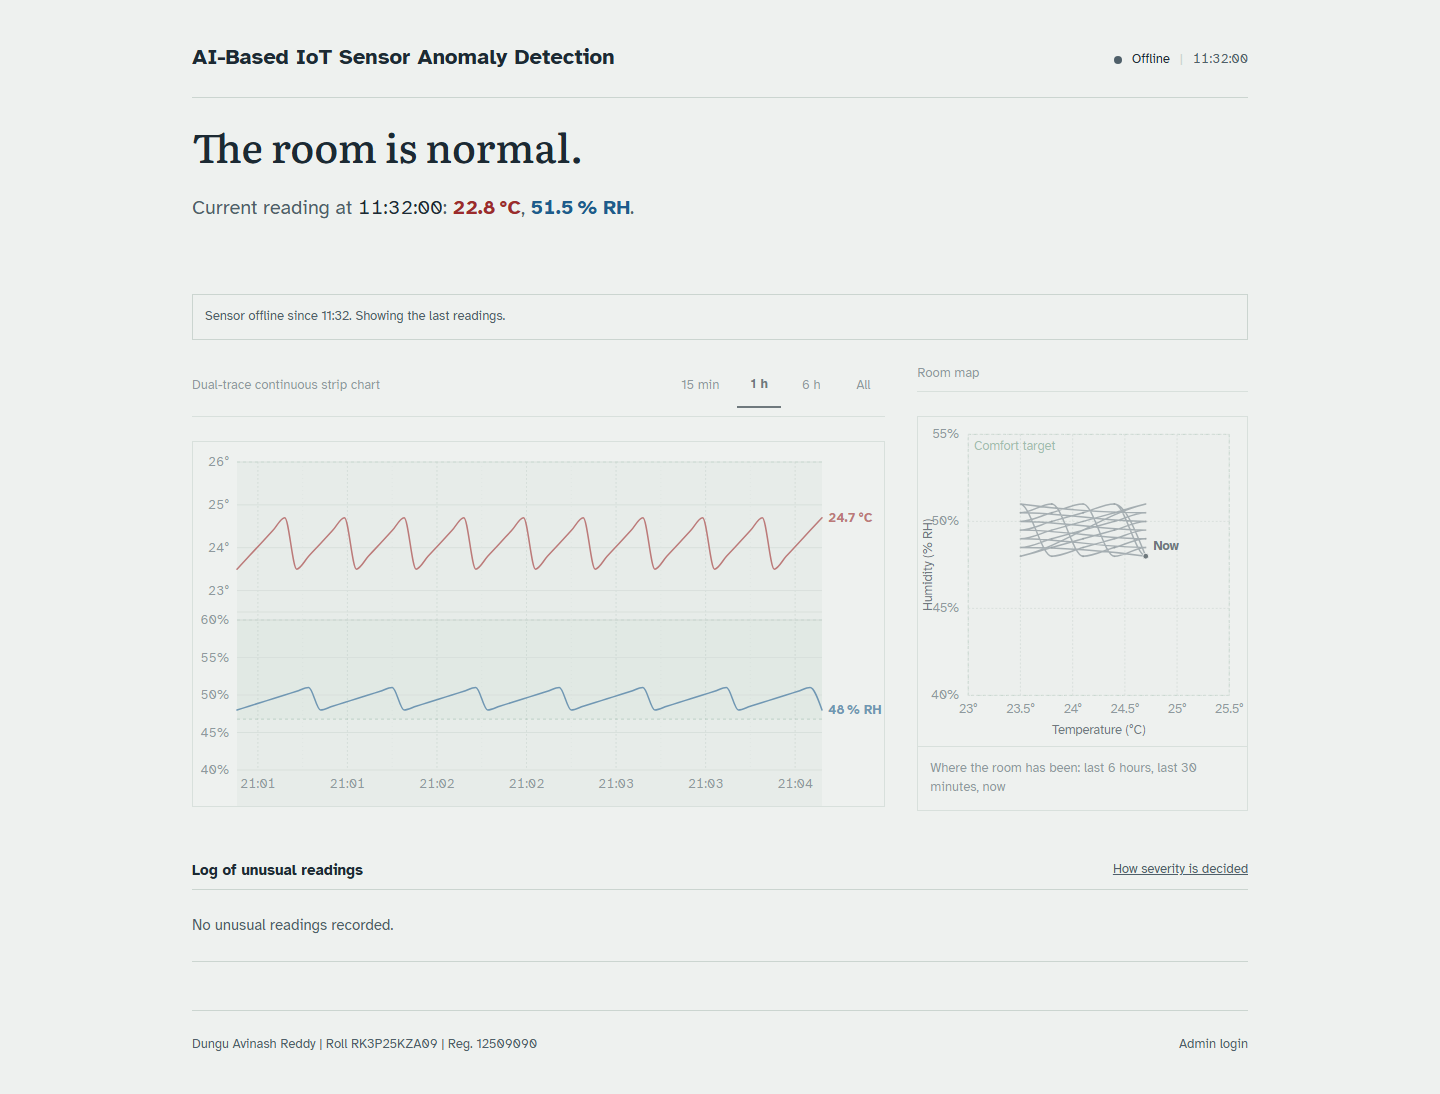 AI-Based IoT Sensor Anomaly Detection
Offline | 11:32:00
The room is normal.
Current reading at 11:32:00: 22.8 °C, 51.5 % RH.
Sensor offline since 11:32. Showing the last readings.
Dual-trace continuous strip chart
15 min 1 h 6 h All
26°
25°
24°
23°
60%
55%
50%
45%
40%
24.7 °C
48 % RH
21:01 21:01 21:02 21:02 21:03 21:03 21:04
Room map
55%
Comfort target
50%
Humidity (% RH)
45%
40%
Now
23° 23.5° 24° 24.5° 25° 25.5°
Temperature (°C)
Where the room has been: last 6 hours, last 30
minutes, now
Log of unusual readings
How severity is decided
No unusual readings recorded.
Dungu Avinash Reddy | Roll RK3P25KZA09 | Reg. 12509090
Admin login